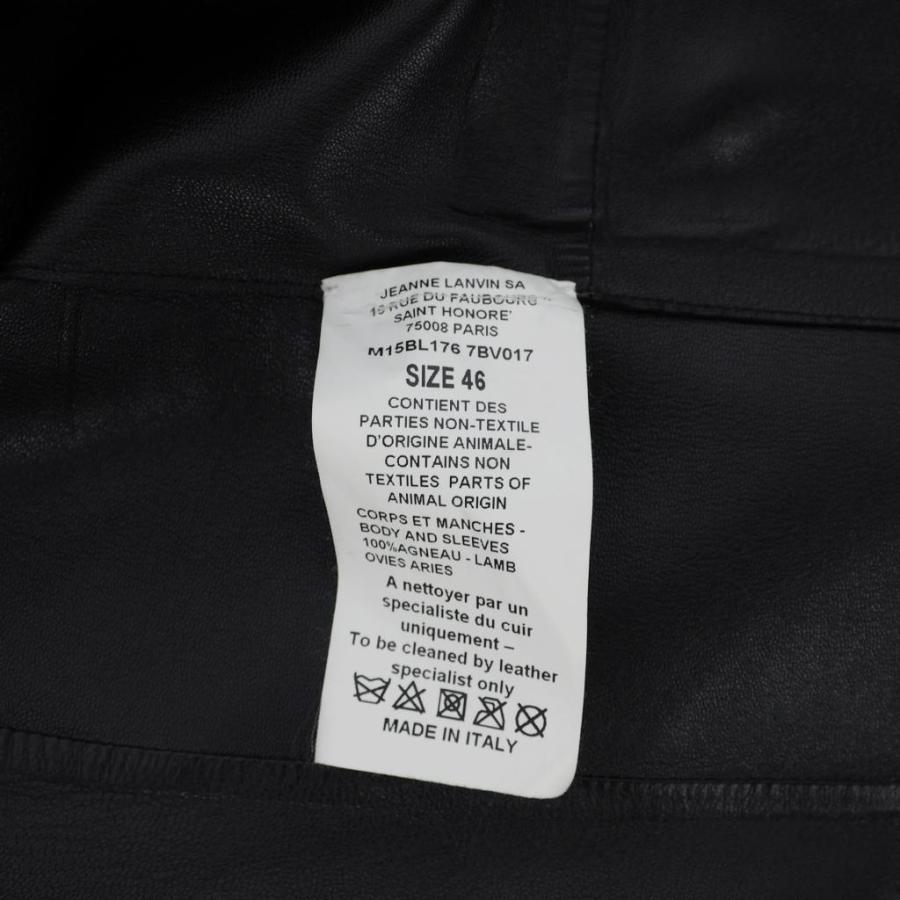 JEANNE LANVIN SA
15 RUE DU FAUBOURG
SAINT HONORE'
75008 PARIS
M15BL176 7BV017
SIZE 46
CONTIENT DES
PARTIES NON-TEXTILE
D'ORIGINE ANIMALE-
CONTAINS NON
TEXTILES PARTS OF
ANIMAL ORIGIN
CORPS ET MANCHES -
BODY AND SLEEVES
100%AGNEAU - LAMB
OVIES ARIES
A nettoyer par un
specialiste du cuir
uniquement –
To be cleaned by leather
specialist only
MADE IN ITALY